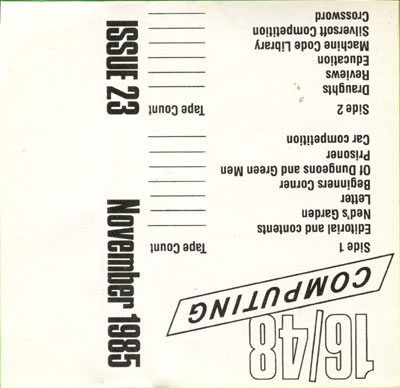 16/48
COMPUTING
Side 1 Tape Count
Editorial and contents
Ned's Garden
Letter
Beginners Corner
Of Dungeons and Green Men
Prisoner
Car competition
Side 2 Tape Count
Draughts
Reviews
Education
Machine Code Library
Silversoft Competition
Crossword
November 1985
ISSUE 23